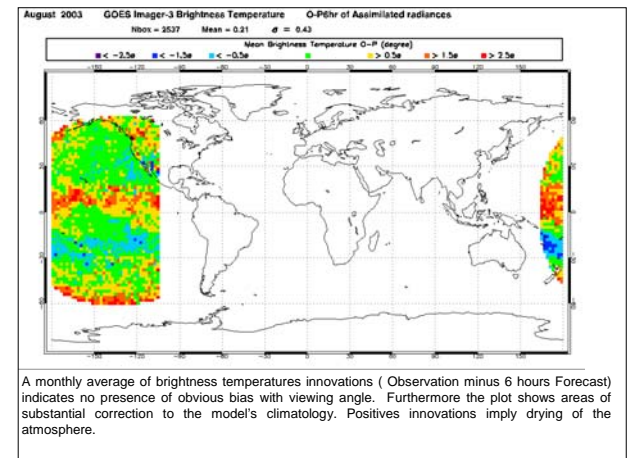 August 2003 GOES Imager-3 Brightness Temperature O-P6hr of Assimilated radiances
Nbox = 2537 Mean = 0.21 σ = 0.43
Mean Brightness Temperature O-P (degree)
< -2.5σ < -1.5σ < -0.5σ > 0.5σ > 1.5σ > 2.5σ
A monthly average of brightness temperatures innovations ( Observation minus 6 hours Forecast)
indicates no presence of obvious bias with viewing angle. Furthermore the plot shows areas of
substantial correction to the model's climatology. Positives innovations imply drying of the
atmosphere.